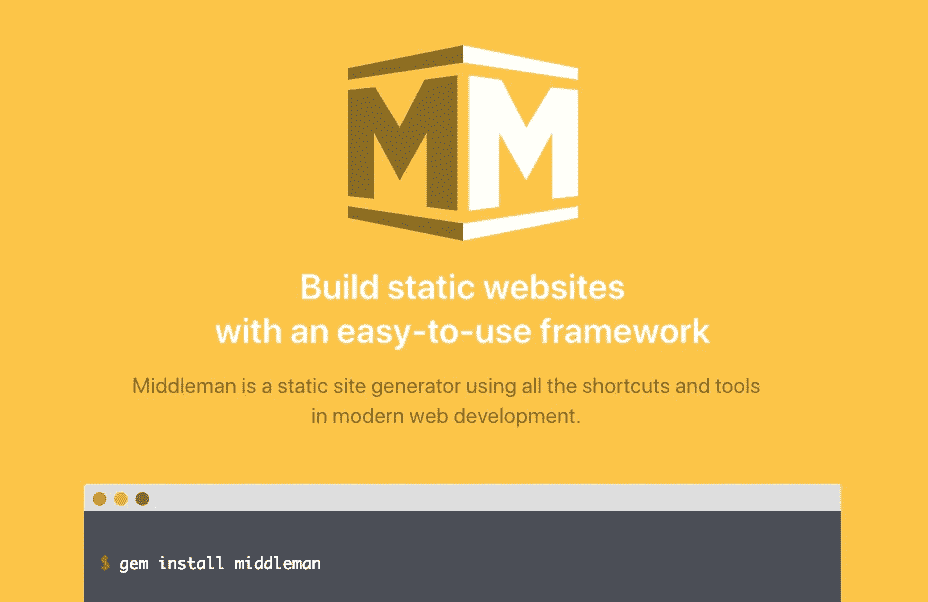 MM
Build static websites
with an easy-to-use framework
Middleman is a static site generator using all the shortcuts and tools
in modern web development.
$ gem install middleman